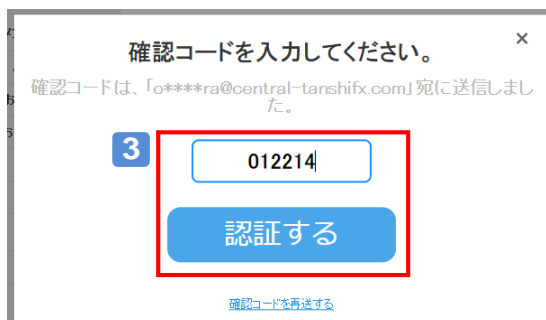 確認コードを入力してください。
×
確認コードは、「o****ra@central-tanshifx.com」宛に送信しまし
た。
3
012214
認証する
確認コードを再送する